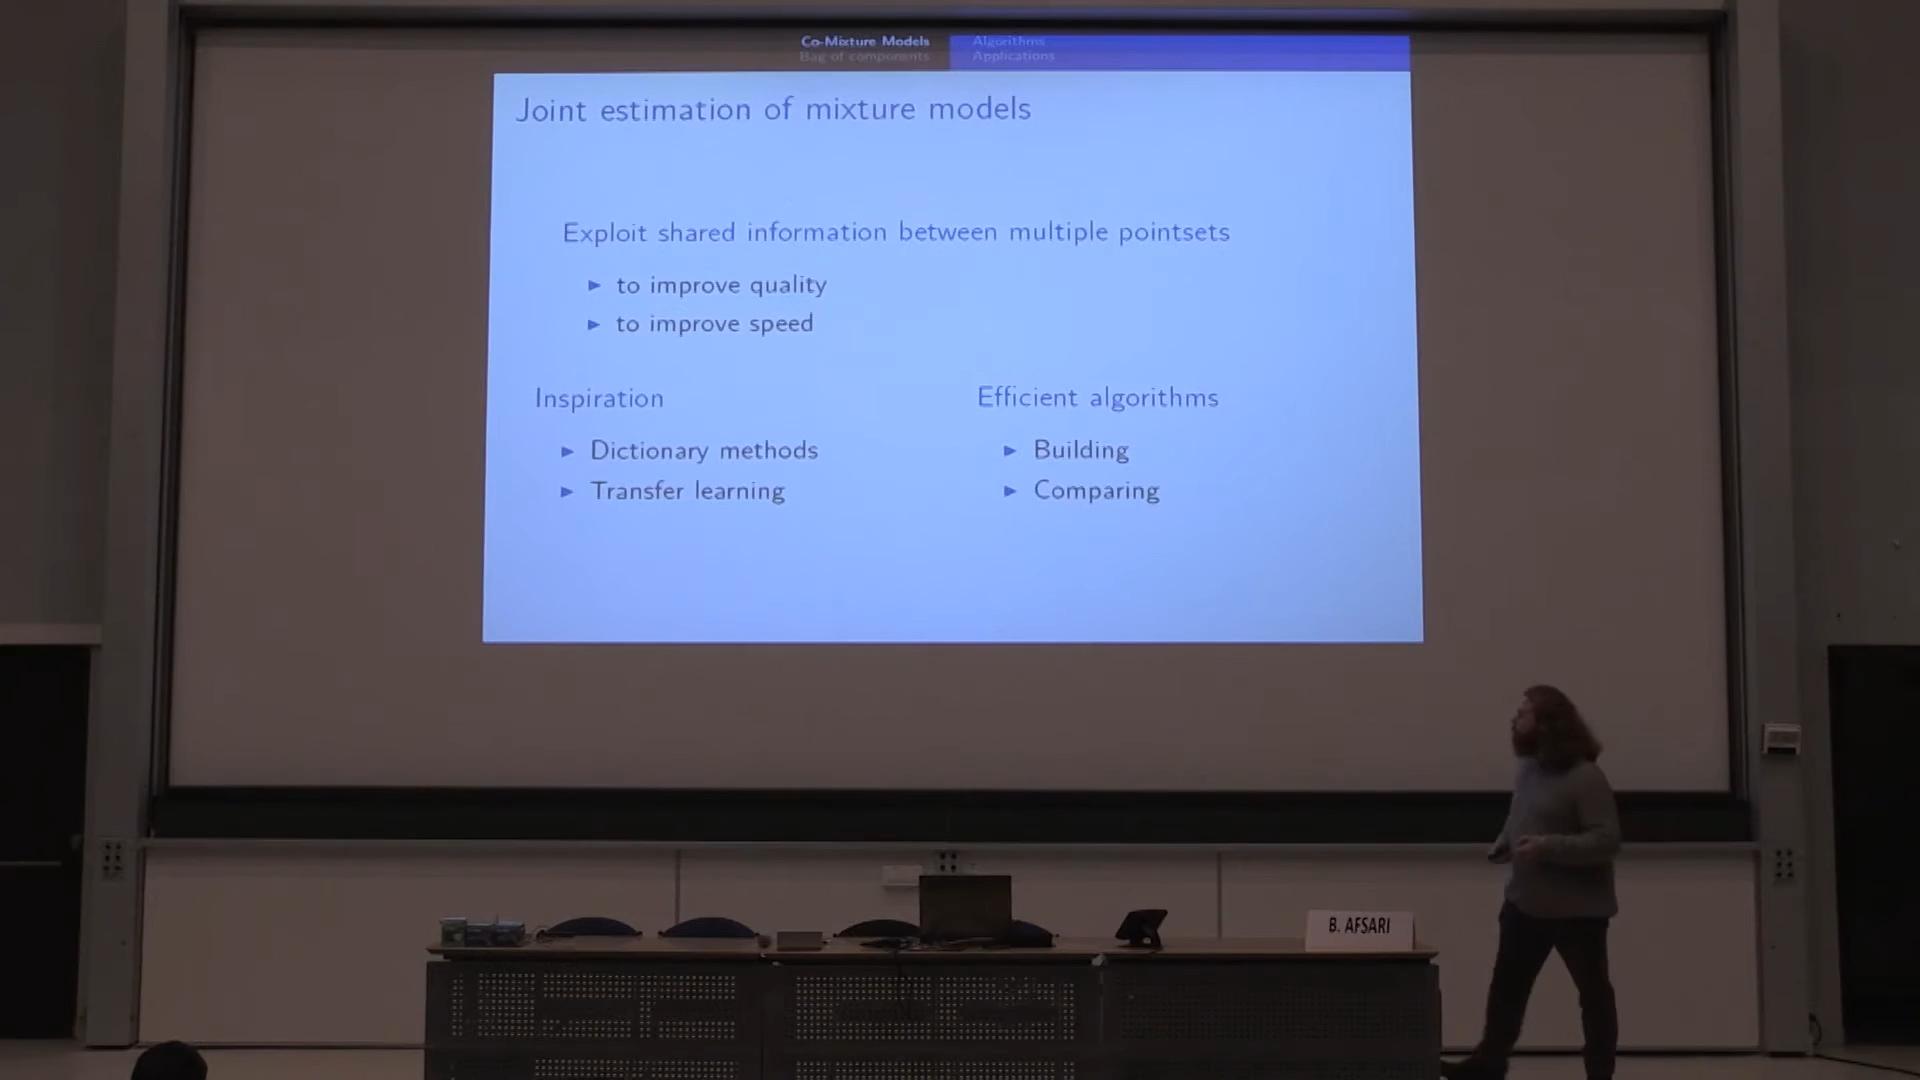 Co-Mixture Models
Bag of components
Algorithms
Applications
Joint estimation of mixture models
Exploit shared information between multiple pointsets
to improve quality
to improve speed
Inspiration
Dictionary methods
Transfer learning
Efficient algorithms
Building
Comparing
B. AFSARI